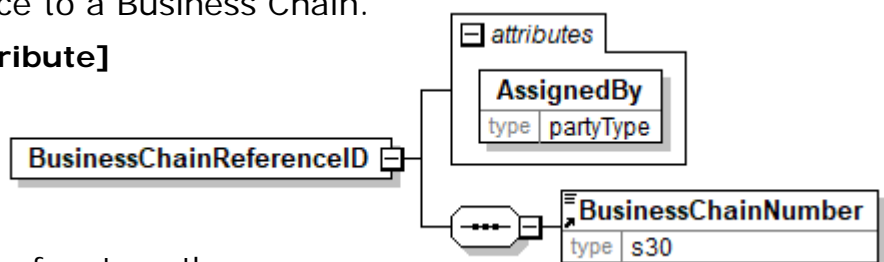 ce to a Business Chain.
ribute]
attributes
AssignedBy
type partyType
BusinessChainReferenceID
BusinessChainNumber
type s30